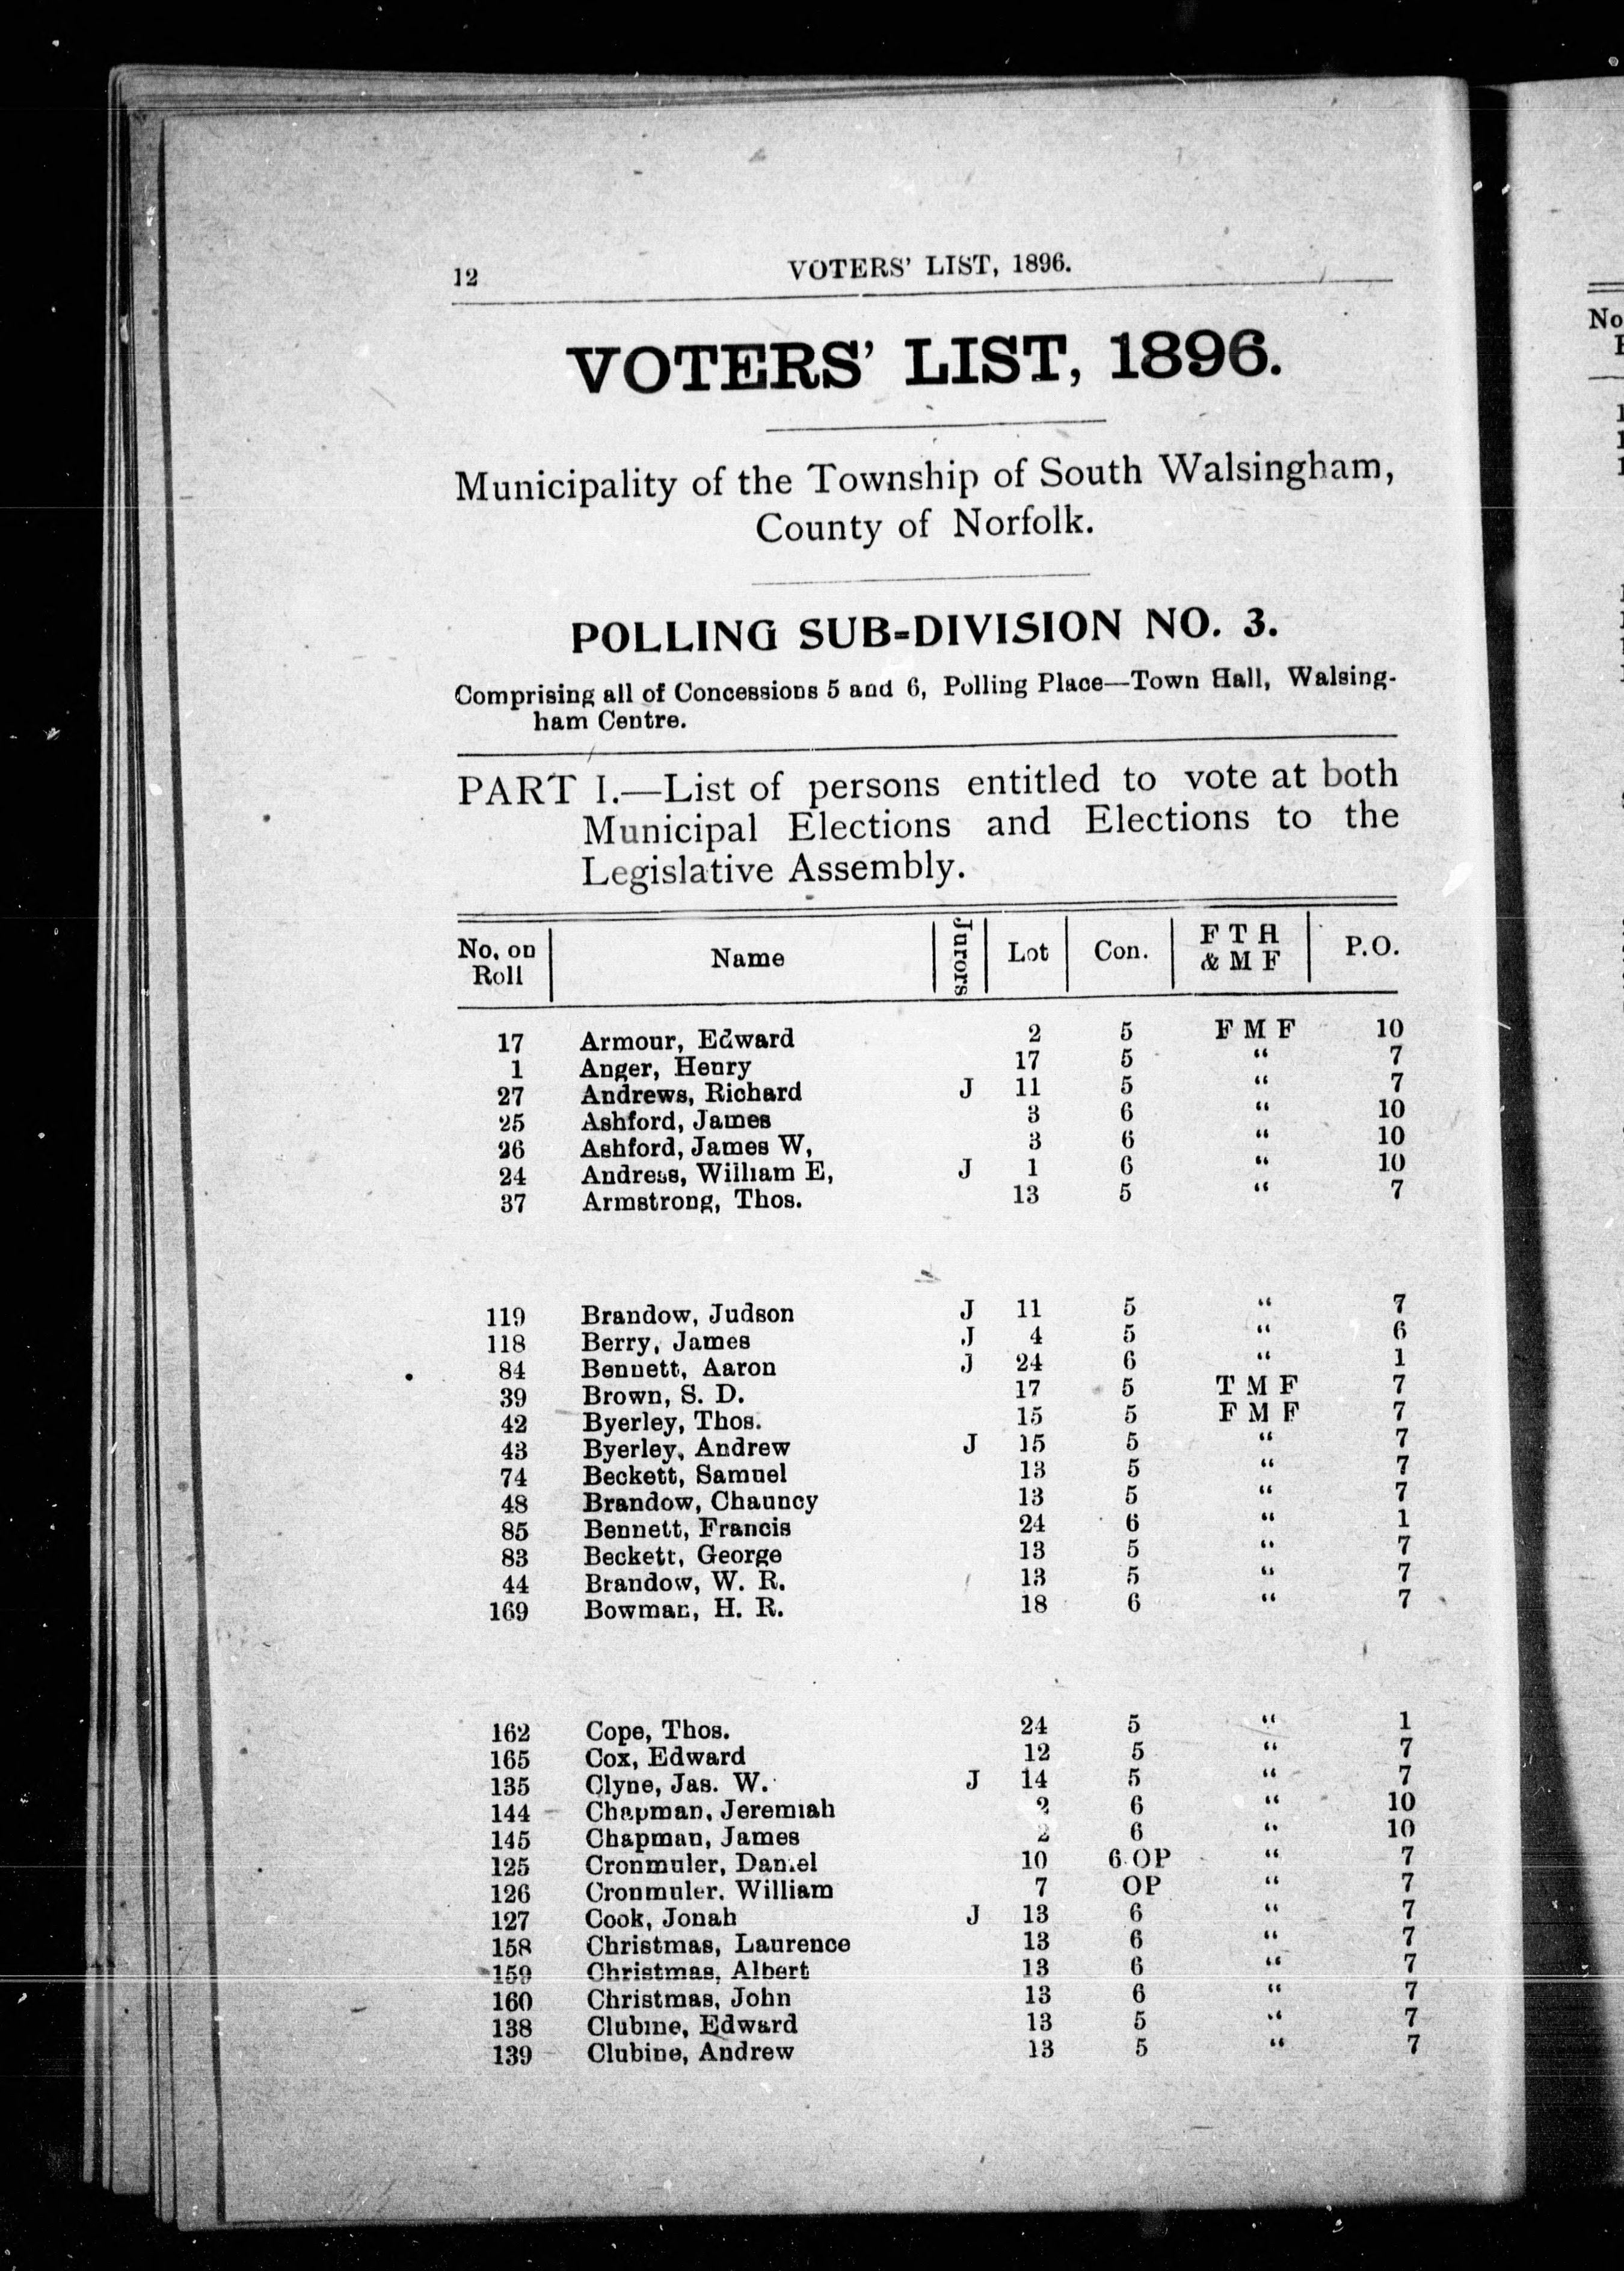 12 VOTERS' LIST, 1896.
VOTERS' LIST, 1896.
Municipality of the Township of South Walsingham,
County of Norfolk.
POLLING SUB-DIVISION NO. 3.
Comprising all of Concessions 5 and 6, Polling Place—Town Hall, Walsing-
ham Centre.
PART I.—List of persons entitled to vote at both
Municipal Elections and Elections to the
Legislative Assembly.
No. on Roll Name Jurors Lot Con. F T H & M F P.O.
17 Armour, Edward 2 5 F M F 10
1 Anger, Henry 17 5 “ 7
27 Andrews, Richard J 11 5 “ 7
25 Ashford, James 3 6 “ 10
26 Ashford, James W, 3 6 “ 10
24 Andress, William E, J 1 6 “ 10
37 Armstrong, Thos. 13 5 “ 7
119 Brandow, Judson J 11 5 “ 7
118 Berry, James J 4 5 “ 6
84 Bennett, Aaron J 24 6 “ 1
39 Brown, S. D. 17 5 T M F 7
42 Byerley, Thos. 15 5 F M F 7
43 Byerley, Andrew J 15 5 “ 7
74 Beckett, Samuel 13 5 “ 7
48 Brandow, Chauncy 13 5 “ 7
85 Bennett, Francis 24 6 “ 1
83 Beckett, George 13 5 “ 7
44 Brandow, W. R. 13 5 “ 7
169 Bowman, H. R. 18 6 “ 7
162 Cope, Thos. 24 5 “ 1
165 Cox, Edward 12 5 “ 7
135 Clyne, Jas. W. J 14 5 “ 7
144 Chapman, Jeremiah 2 6 “ 10
145 Chapman, James 2 6 “ 10
125 Cronmuler, Daniel 10 6 OP “ 7
126 Cronmuler. William 7 OP “ 7
127 Cook, Jonah J 13 6 “ 7
158 Christmas, Laurence 13 6 “ 7
159 Christmas, Albert 13 6 “ 7
160 Christmas, John 13 6 “ 7
138 Clubine, Edward 13 5 “ 7
139 Clubine, Andrew 13 5 “ 7
No